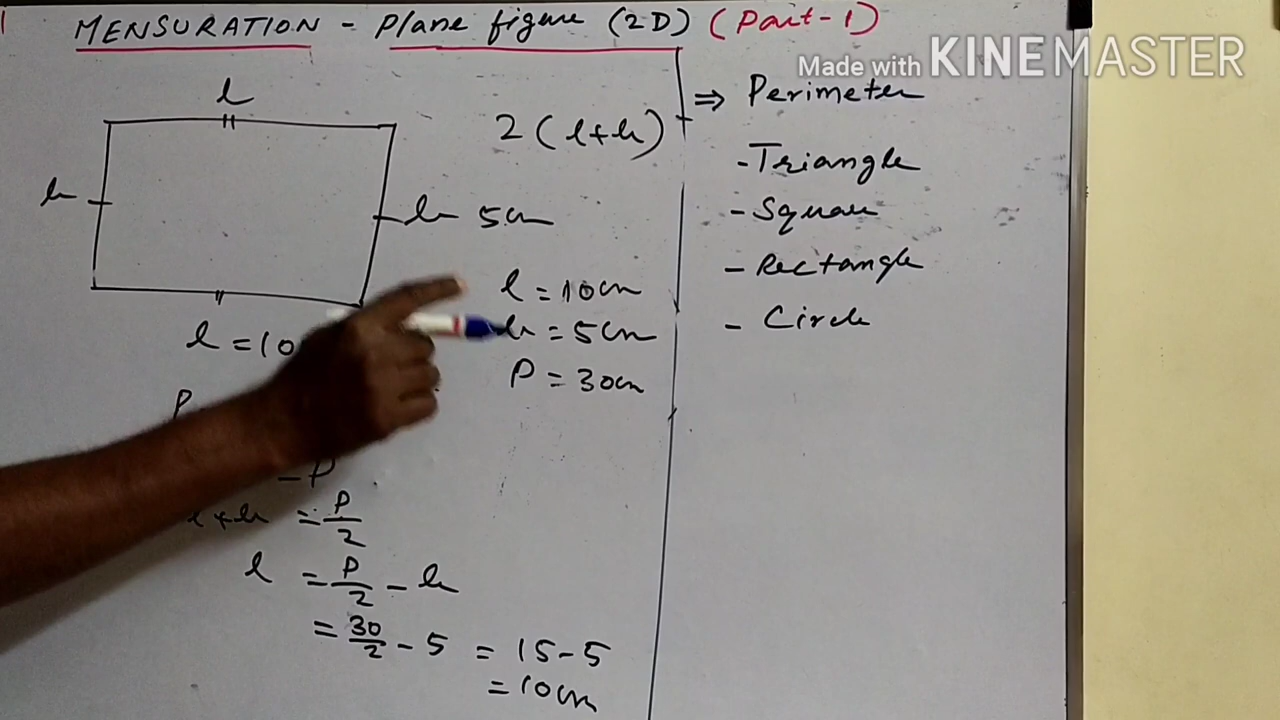 MENSURATION - Plane figure (2D) (Part-1)
Made with KINEMASTER
l
b
b 5cm
2(l+b)
l = 10
l = 10cm
b = 5cm
P = 30cm
P
= P
l+b = P/2
l = P/2 - b
= 30/2 - 5 = 15-5
= 10cm
⇒ Perimeter
- Triangle
- Square
- Rectangle
- Circle